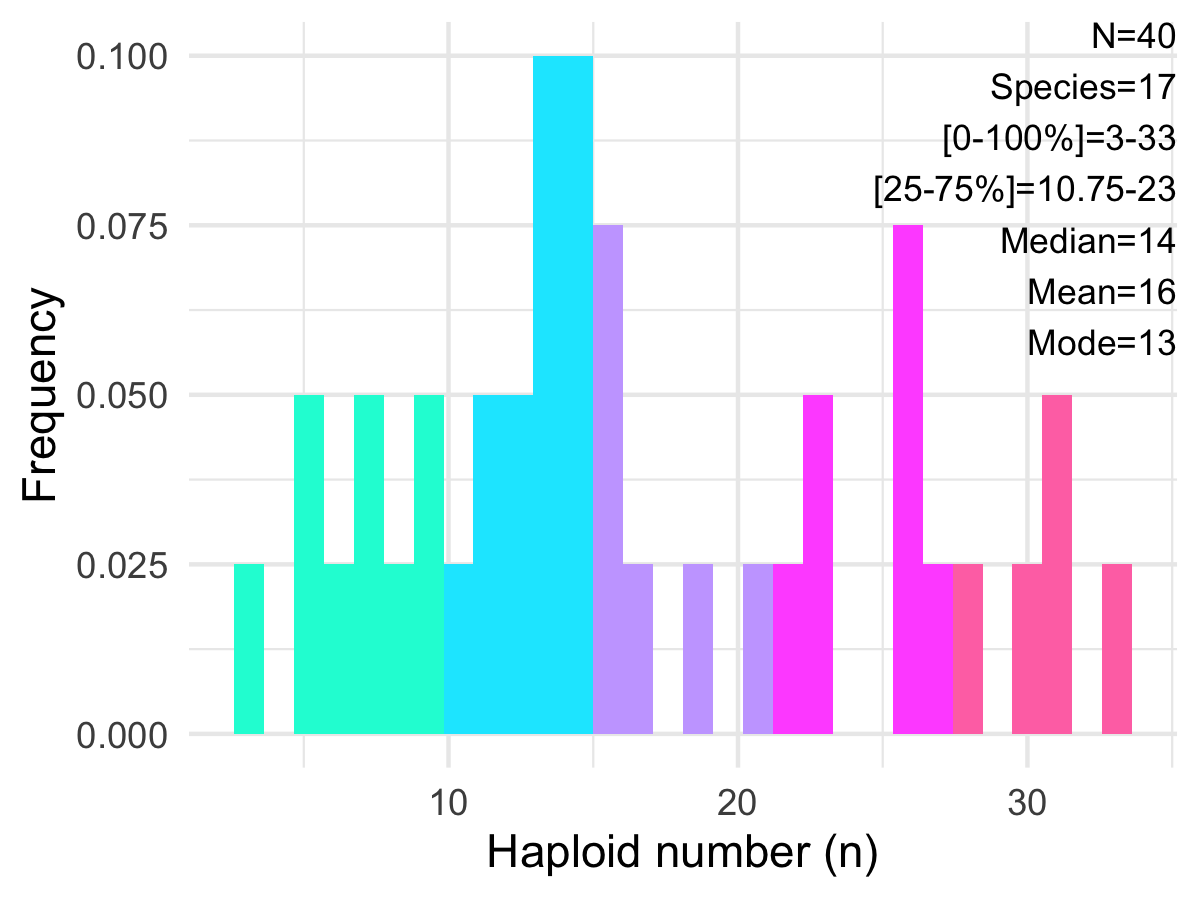 N=40
Species=17
[0-100%]=3-33
[25-75%]=10.75-23
Median=14
Mean=16
Mode=13
0.100
0.075
0.050
0.025
0.000
Frequency
10 20 30
Haploid number (n)